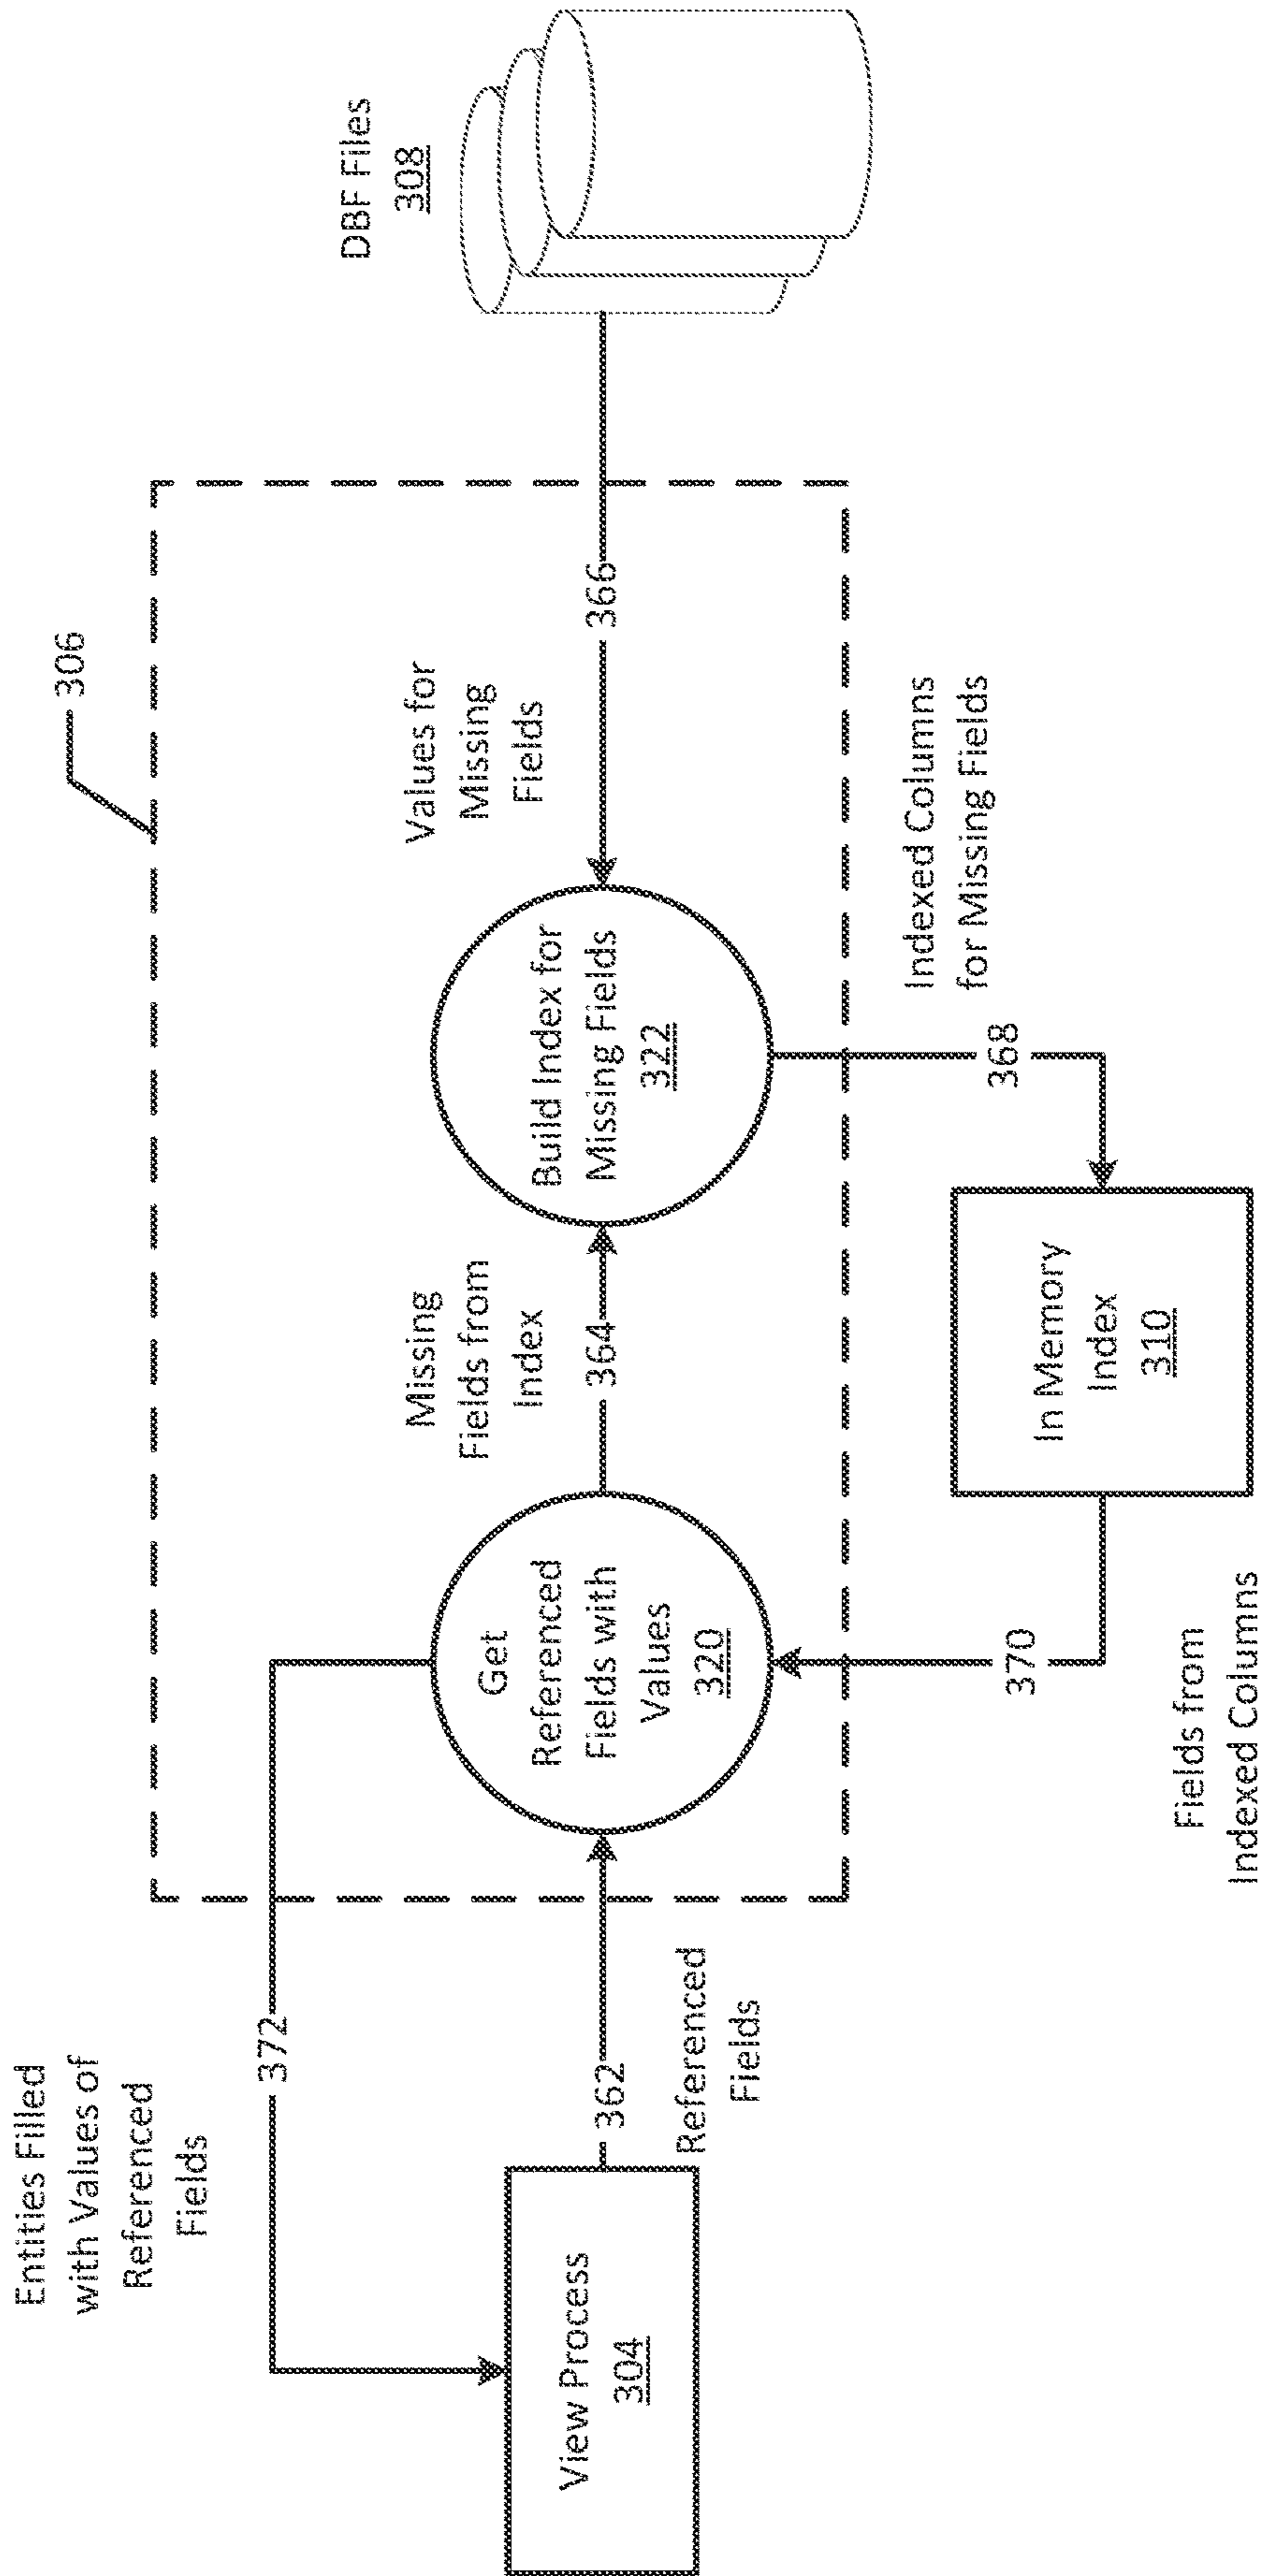 Entities Filled
with Values of
Referenced
Fields
372
306
View Process
304
362
Referenced
Fields
Get
Referenced
Fields with
Values
320
Missing
Fields from
Index
364
Build Index for
Missing Fields
322
Values for
Missing
Fields
366
DBF Files
308
370
Fields from
Indexed Columns
In Memory
Index
310
368
Indexed Columns
for Missing Fields